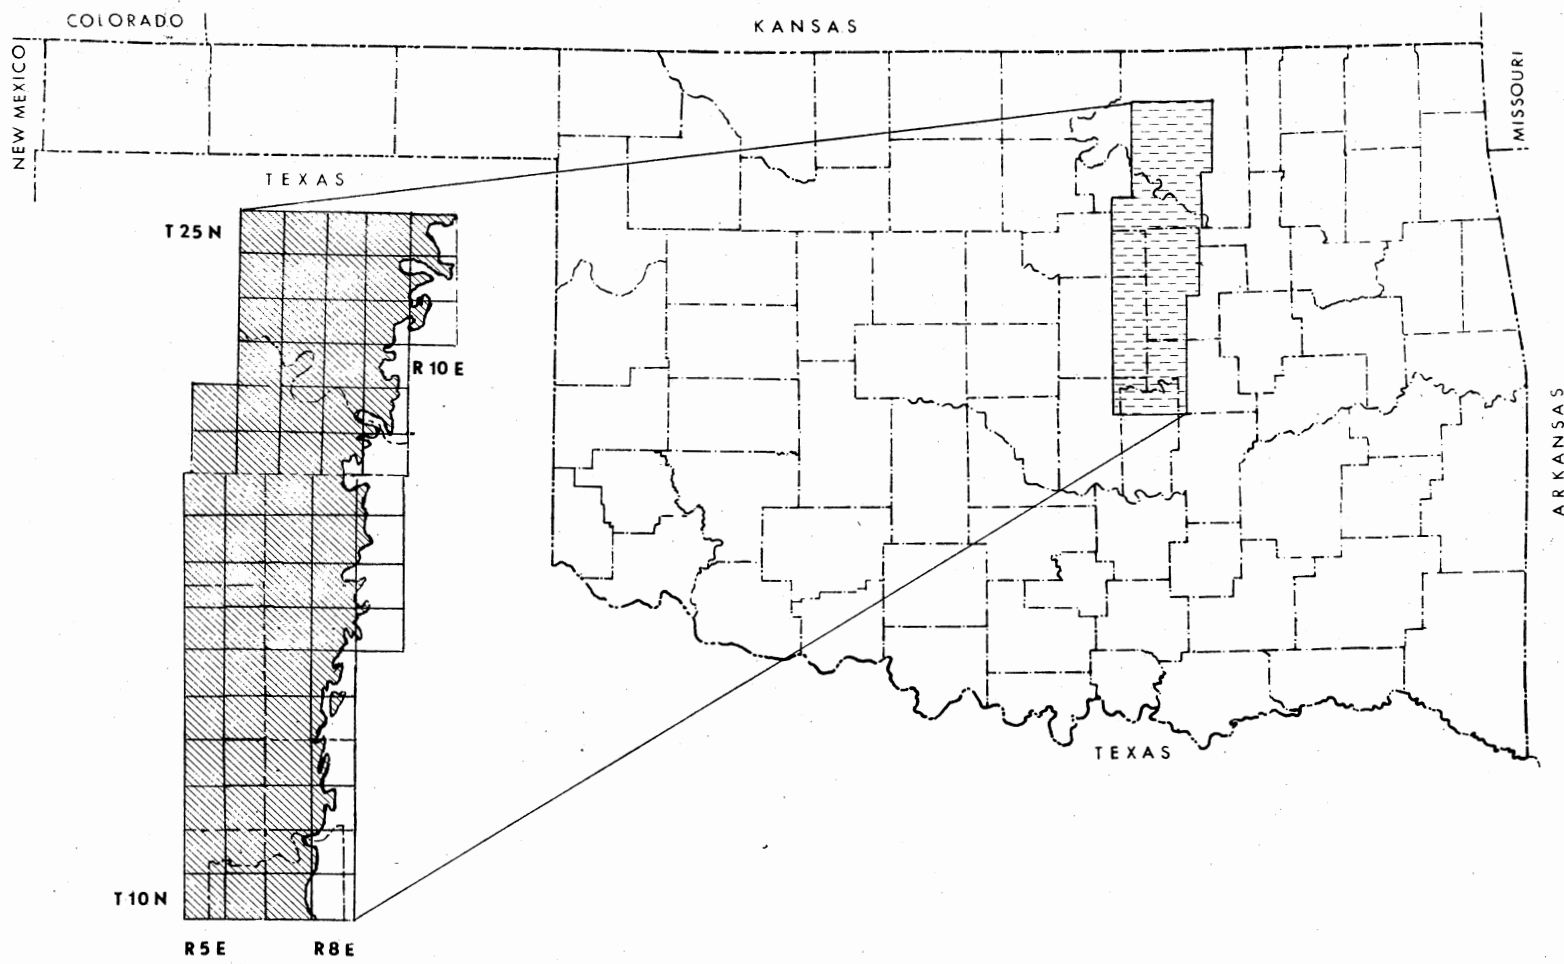 COLORADO
KANSAS
NEW MEXICO
MISSOURI
TEXAS
T 25 N
R 10 E
ARKANSAS
TEXAS
T 10 N
R 5 E
R 8 E